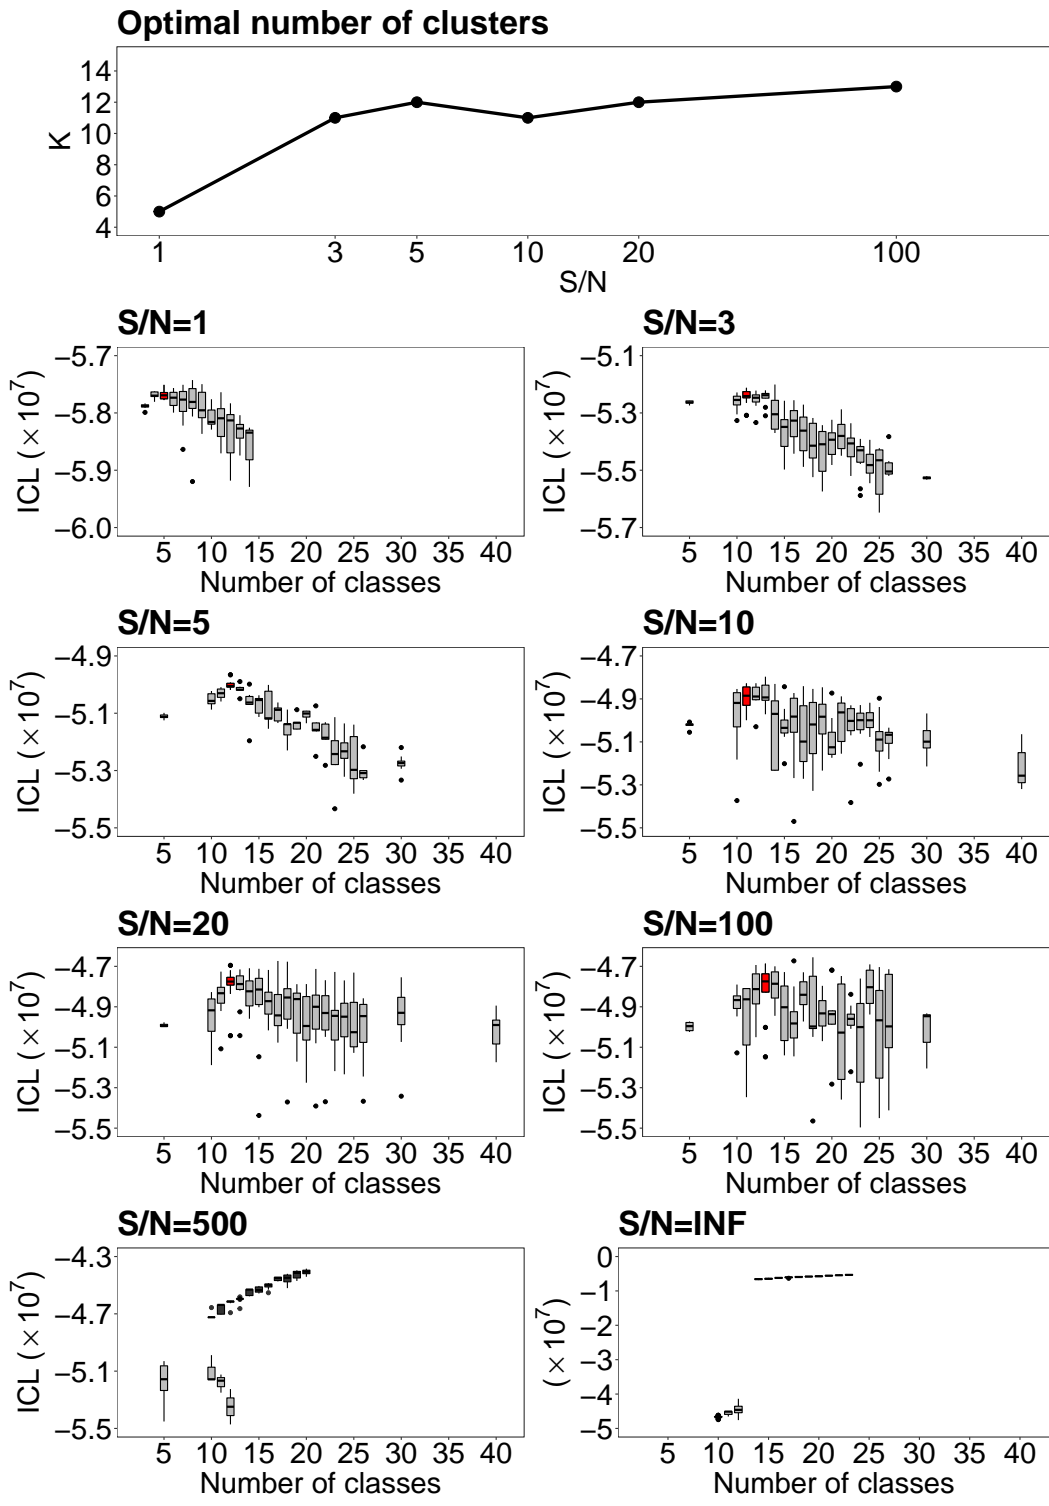 Optimal number of clusters
14
12
10
8
6
4
K
1 3 5 10 20 100
S/N
S/N=1
−5.7
−5.8
−5.9
−6.0
ICL (×10^7)
5 10 15 20 25 30 35 40
Number of classes
S/N=3
−5.1
−5.3
−5.5
−5.7
ICL (×10^7)
5 10 15 20 25 30 35 40
Number of classes
S/N=5
−4.9
−5.1
−5.3
−5.5
ICL (×10^7)
5 10 15 20 25 30 35 40
Number of classes
S/N=10
−4.7
−4.9
−5.1
−5.3
−5.5
ICL (×10^7)
5 10 15 20 25 30 35 40
Number of classes
S/N=20
−4.7
−4.9
−5.1
−5.3
−5.5
ICL (×10^7)
5 10 15 20 25 30 35 40
Number of classes
S/N=100
−4.7
−4.9
−5.1
−5.3
−5.5
ICL (×10^7)
5 10 15 20 25 30 35 40
Number of classes
S/N=500
−4.3
−4.7
−5.1
−5.5
ICL (×10^7)
5 10 15 20 25 30 35 40
Number of classes
S/N=INF
0
−1
−2
−3
−4
−5
(×10^7)
5 10 15 20 25 30 35 40
Number of classes